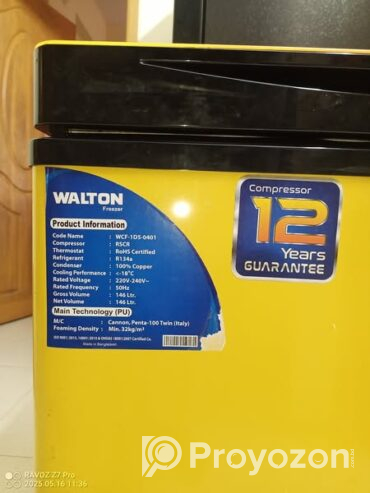 WALTON
Freezer
Product Information
Code Name : WCF-1D5-0401
Compressor : RSCR
Thermostat : RoHS Certified
Refrigerant : R134a
Condenser : 100% Copper
Cooling Performance : <-18°C
Rated Voltage : 220V-240V~
Rated Frequency : 50Hz
Gross Volume : 146 Ltr.
Net Volume : 146 Ltr.
Main Technology (PU)
M/C : Cannon, Penta-100 Twin (Italy)
Foaming Density : Min. 32kg/m³
Made in Bangladesh
Compressor
12
Years
GUARANTEE
Proyozon
RAVOZ Z7 Pro
2025.05.16 11:36